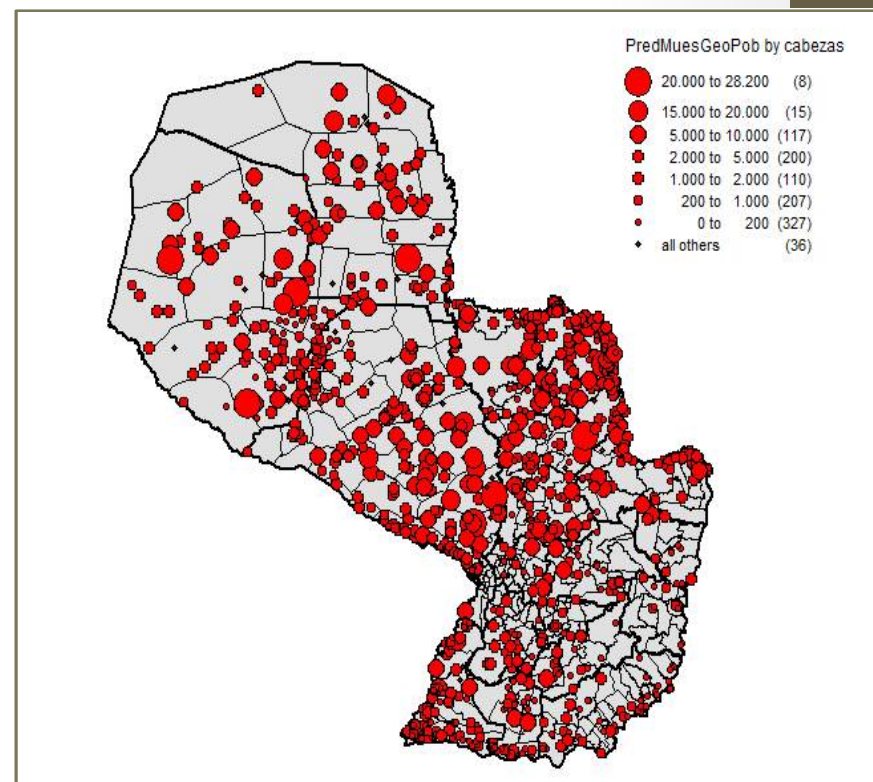 PredMuesGeoPob by cabezas
20.000 to 28.200 (8)
15.000 to 20.000 (15)
5.000 to 10.000 (117)
2.000 to 5.000 (200)
1.000 to 2.000 (110)
200 to 1.000 (207)
0 to 200 (327)
all others (36)